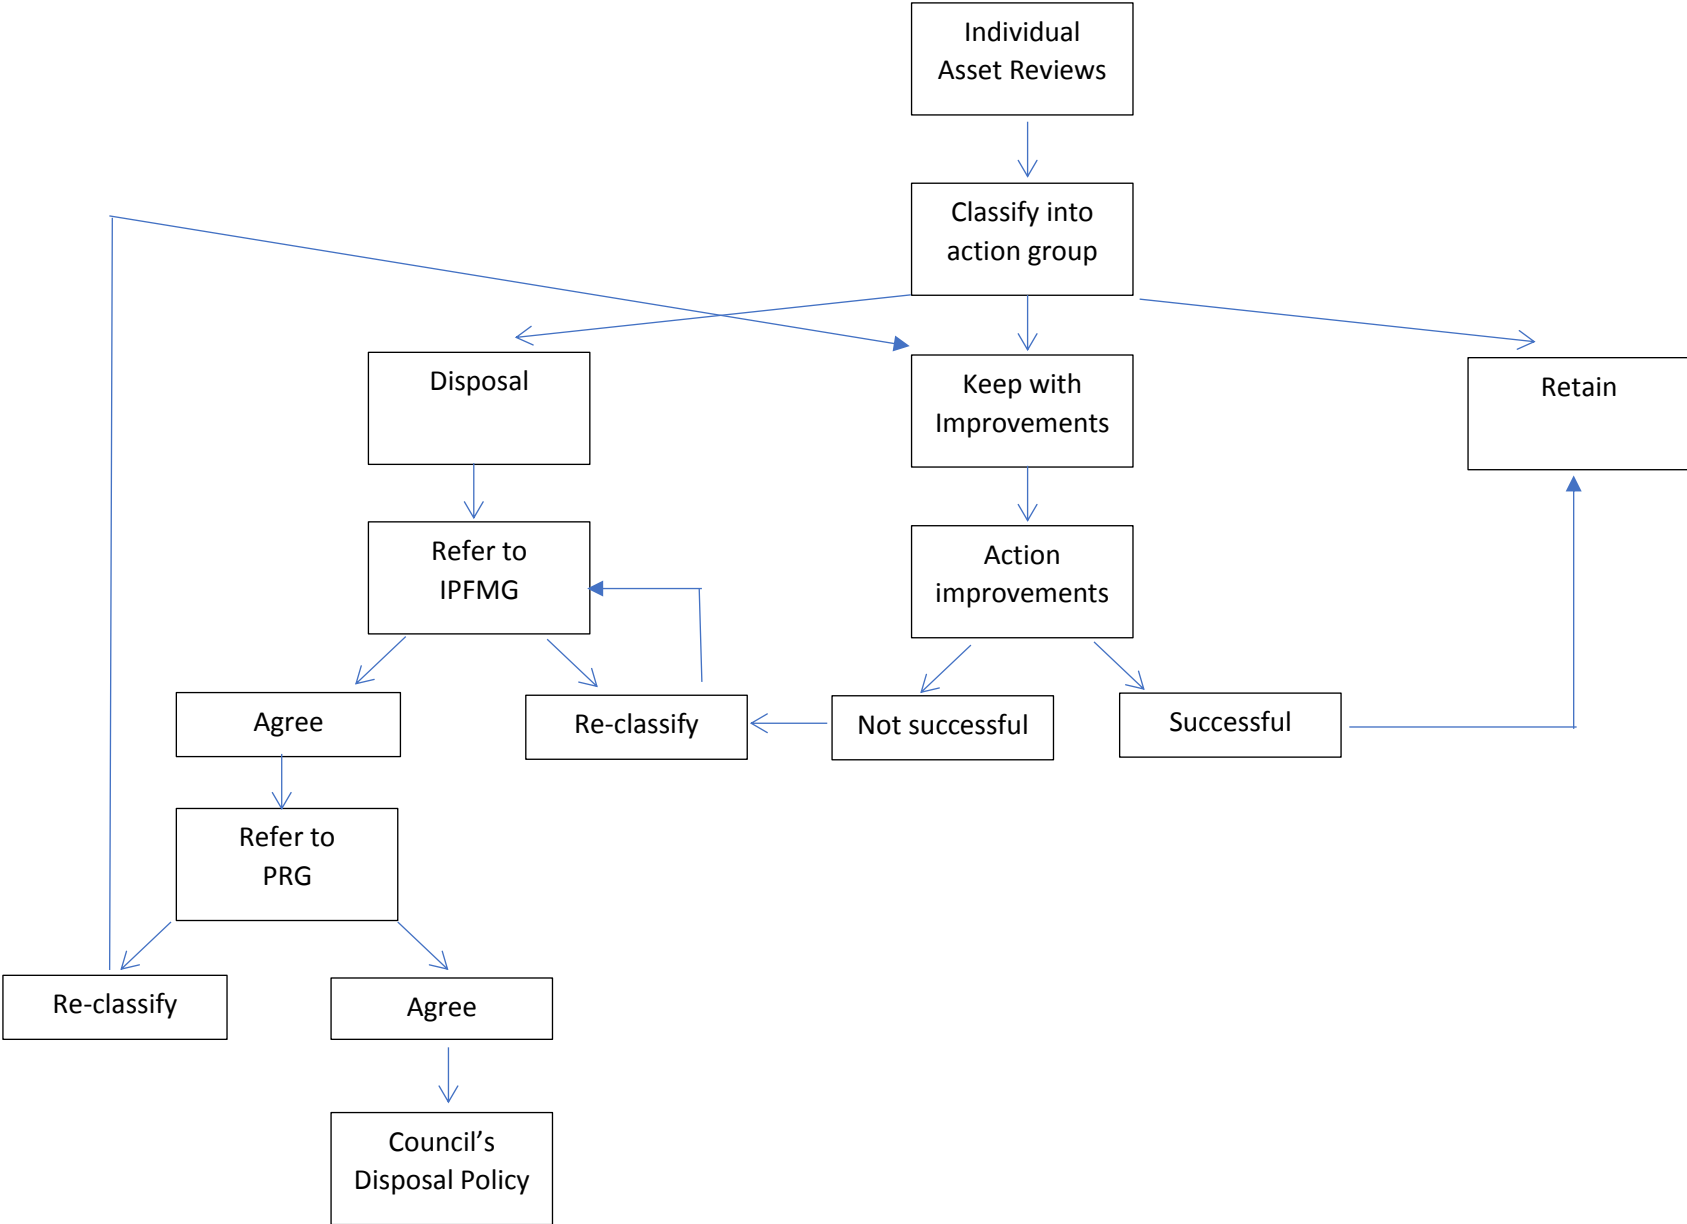 Individual
Asset Reviews
Classify into
action group
Disposal
Keep with
Improvements
Retain
Refer to
IPFMG
Action
improvements
Agree
Re-classify
Not successful
Successful
Refer to
PRG
Re-classify
Agree
Council’s
Disposal Policy